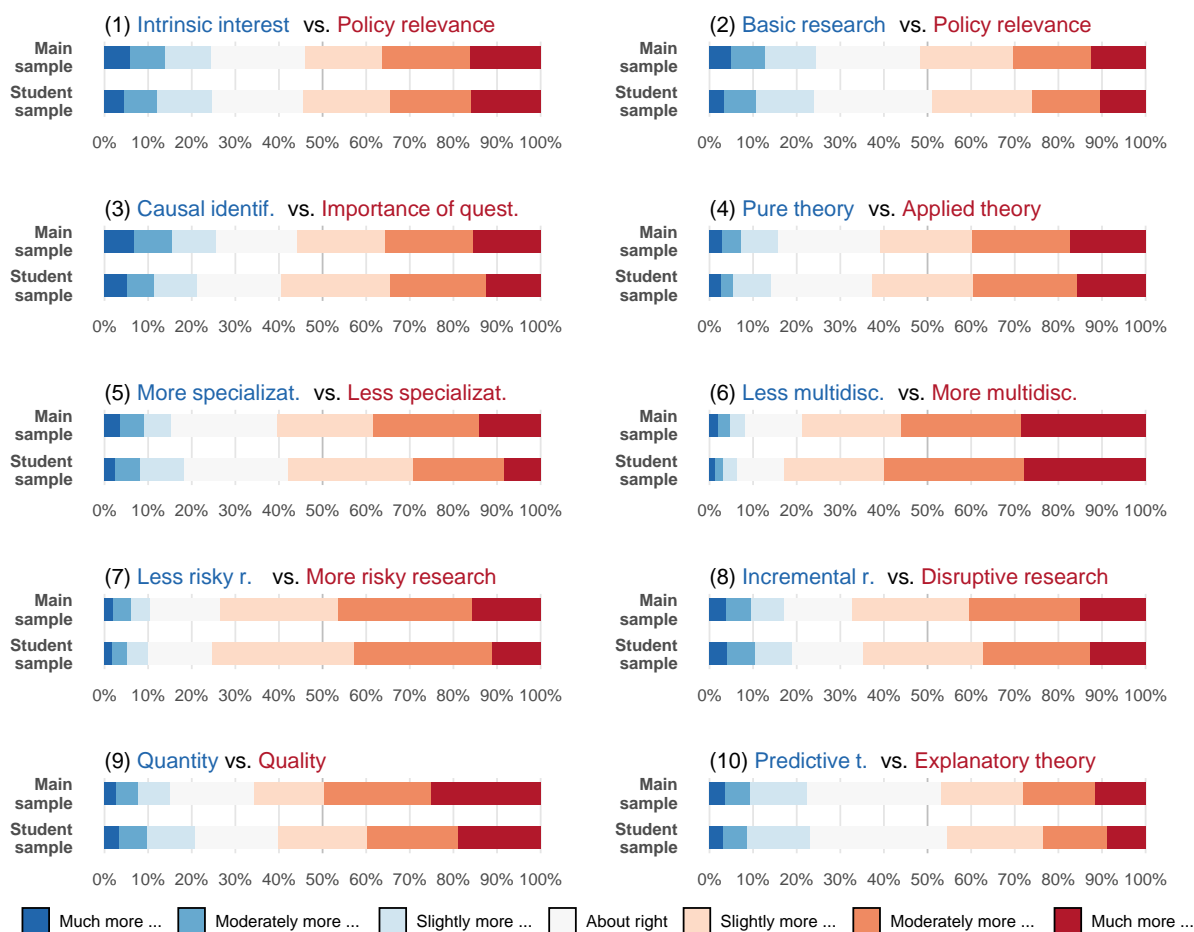 (1) Intrinsic interest vs. Policy relevance
Main
sample
Student
sample
0% 10% 20% 30% 40% 50% 60% 70% 80% 90% 100%
(2) Basic research vs. Policy relevance
Main
sample
Student
sample
0% 10% 20% 30% 40% 50% 60% 70% 80% 90% 100%
(3) Causal identif. vs. Importance of quest.
Main
sample
Student
sample
0% 10% 20% 30% 40% 50% 60% 70% 80% 90% 100%
(4) Pure theory vs. Applied theory
Main
sample
Student
sample
0% 10% 20% 30% 40% 50% 60% 70% 80% 90% 100%
(5) More specializat. vs. Less specializat.
Main
sample
Student
sample
0% 10% 20% 30% 40% 50% 60% 70% 80% 90% 100%
(6) Less multidisc. vs. More multidisc.
Main
sample
Student
sample
0% 10% 20% 30% 40% 50% 60% 70% 80% 90% 100%
(7) Less risky r. vs. More risky research
Main
sample
Student
sample
0% 10% 20% 30% 40% 50% 60% 70% 80% 90% 100%
(8) Incremental r. vs. Disruptive research
Main
sample
Student
sample
0% 10% 20% 30% 40% 50% 60% 70% 80% 90% 100%
(9) Quantity vs. Quality
Main
sample
Student
sample
0% 10% 20% 30% 40% 50% 60% 70% 80% 90% 100%
(10) Predictive t. vs. Explanatory theory
Main
sample
Student
sample
0% 10% 20% 30% 40% 50% 60% 70% 80% 90% 100%
Much more ... Moderately more ... Slightly more ... About right Slightly more ... Moderately more ... Much more ...